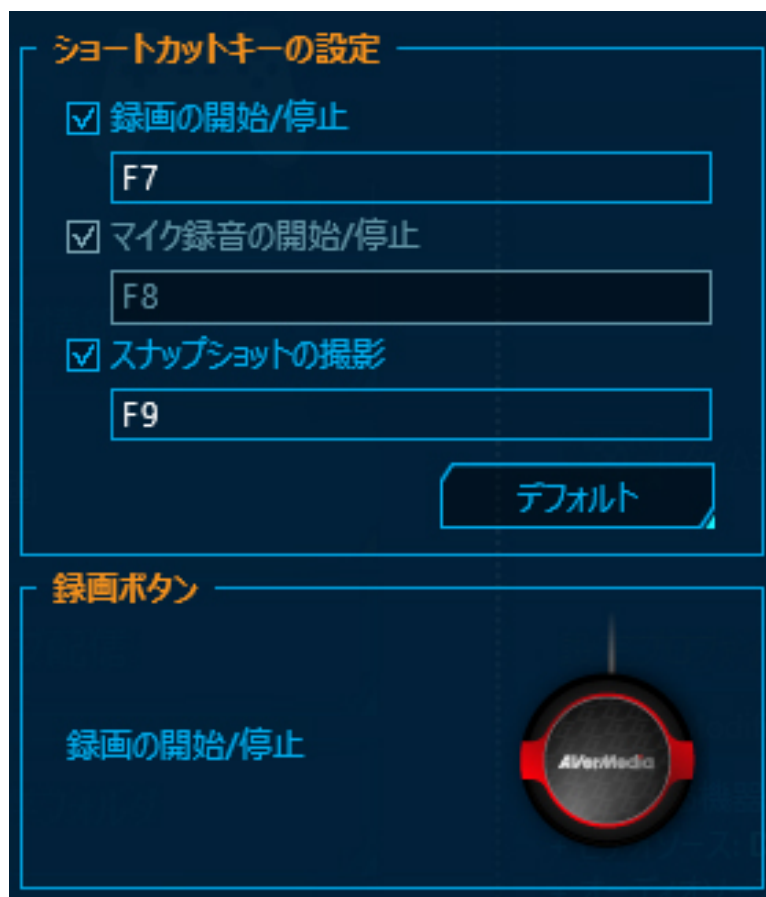 ショートカットキーの設定
録画の開始/停止
F7
マイク録音の開始/停止
F8
スナップショットの撮影
F9
デフォルト
録画ボタン
録画の開始/停止
AVerMedia